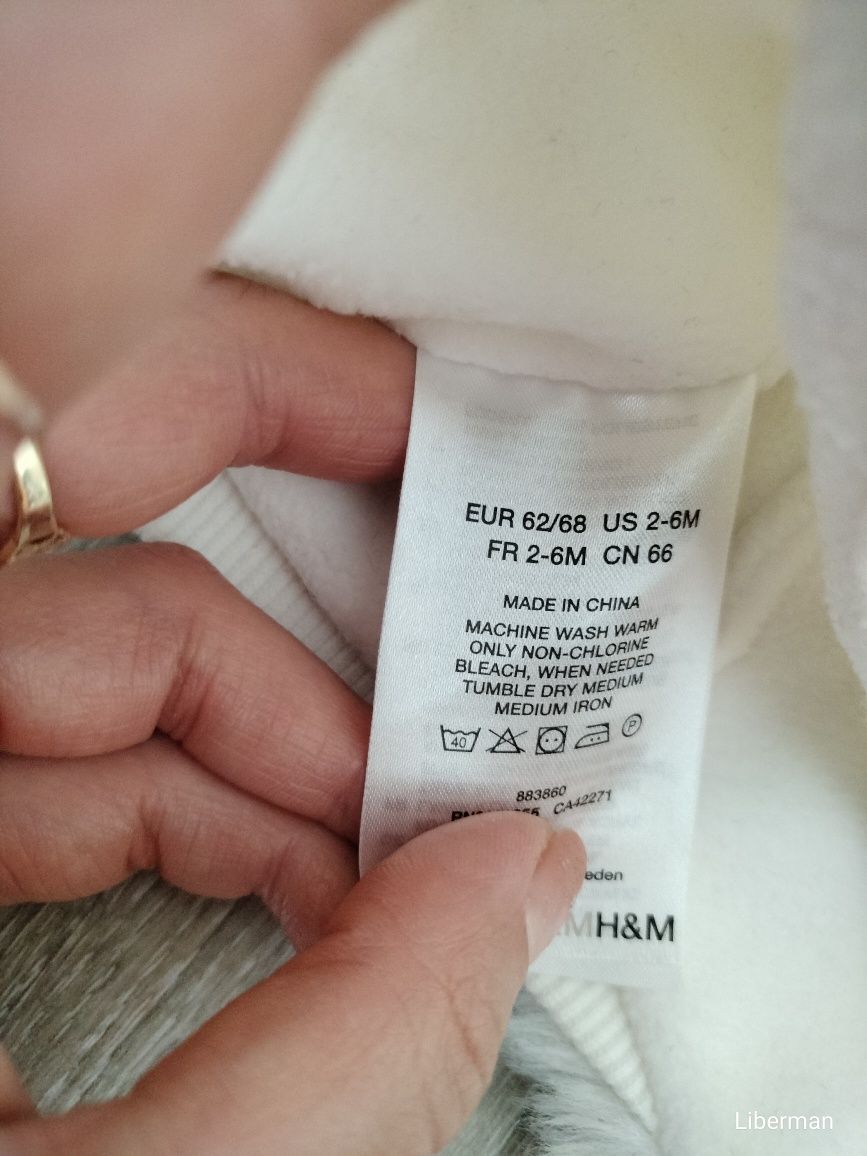 EUR 62/68 US 2-6M
FR 2-6M CN 66
MADE IN CHINA
MACHINE WASH WARM
ONLY NON-CHLORINE
BLEACH, WHEN NEEDED
TUMBLE DRY MEDIUM
MEDIUM IRON
40 P
883860
CA42271
H&M
Liberman